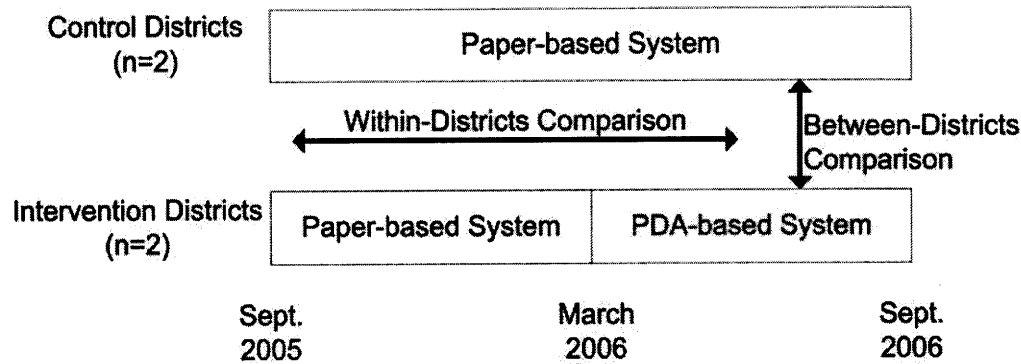 Control Districts
(n=2)
Paper-based System
Within-Districts Comparison
Between-Districts
Comparison
Intervention Districts
(n=2)
Paper-based System
PDA-based System
Sept.
2005
March
2006
Sept.
2006